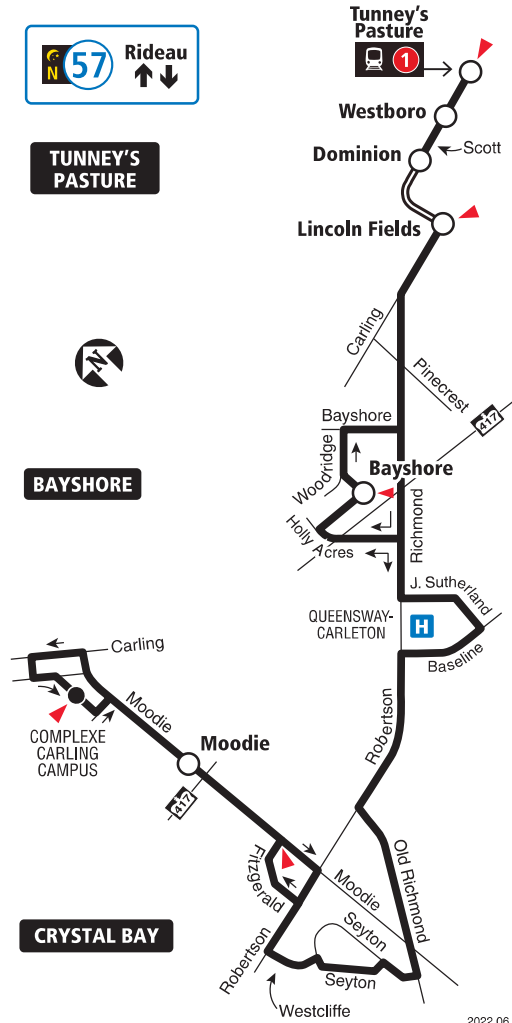 N
57
Rideau
Tunney's
Pasture
1
TUNNEY'S
PASTURE
Westboro
Dominion
Scott
Lincoln Fields
N
Carling
Pinecrest
417
Bayshore
BAYSHORE
Woodridge
Bayshore
Holly Acres
Richmond
J. Sutherland
QUEENSWAY-
CARLETON
H
Baseline
Carling
Moodie
COMPLEXE
CARLING
CAMPUS
Moodie
417
Robertson
Fitzgerald
Moodie
Old Richmond
CRYSTAL BAY
Robertson
Seyton
Seyton
Westcliffe
2022.06